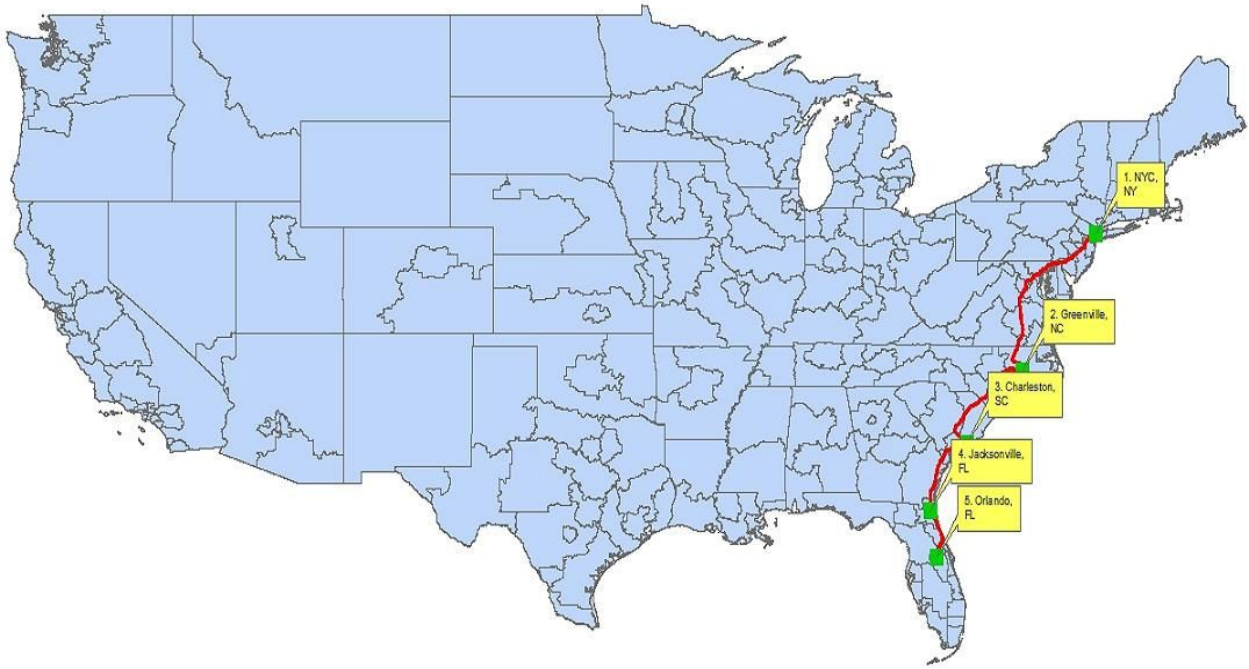 1. NYC,
NY
2. Greenville,
NC
3. Charleston,
SC
4. Jacksonville,
FL
5. Orlando,
FL